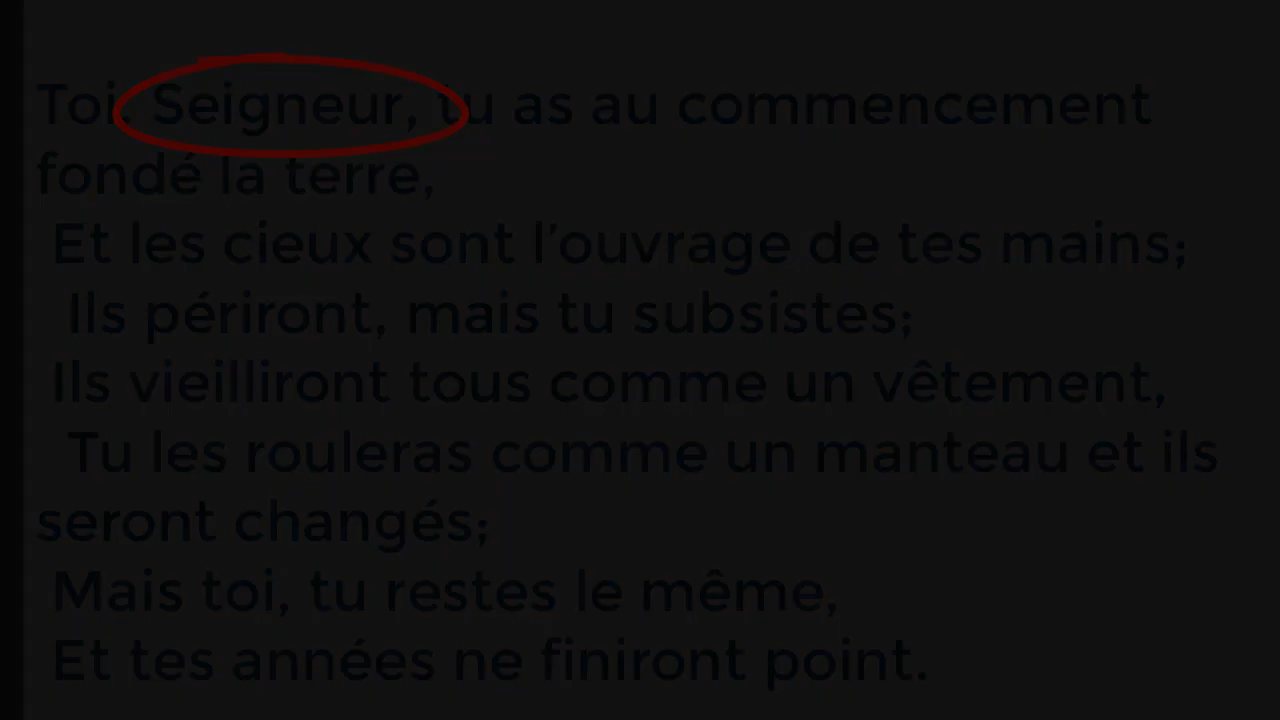 Toi, Seigneur, tu as au commencement
fondé la terre,
Et les cieux sont l'ouvrage de tes mains;
Ils périront, mais tu subsistes;
Ils vieilliront tous comme un vêtement,
Tu les rouleras comme un manteau et ils
seront changés;
Mais toi, tu restes le même,
Et tes années ne finiront point.